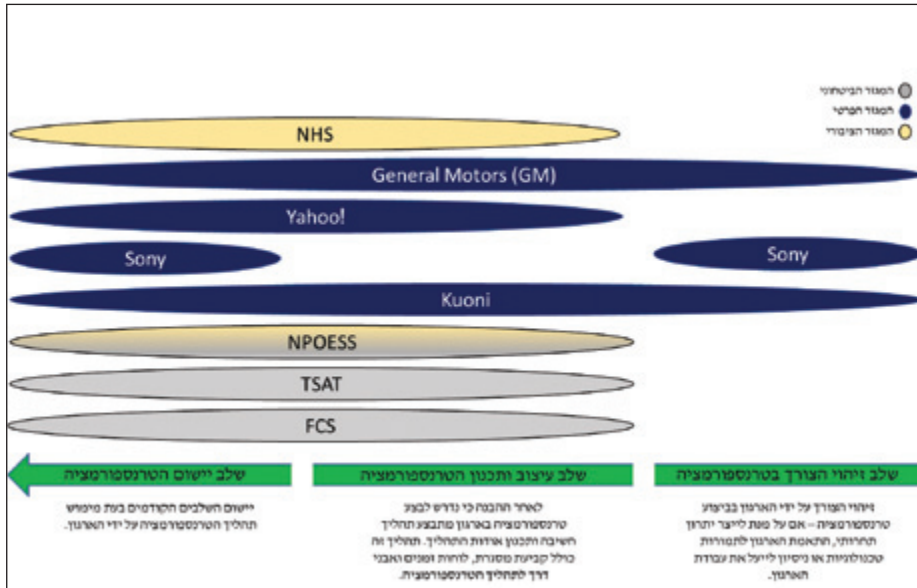 המגזר הביטחוני
המגזר הפרטי
המגזר הציבורי
NHS
General Motors (GM)
Yahoo!
Sony
Sony
Kuoni
NPOESS
TSAT
FCS
שלב זיהוי הצורך בטרנספורמציה
שלב עיצוב ותכנון הטרנספורמציה
שלב יישום הטרנספורמציה
זיהוי הצורך על ידי הארגון בביצוע
טרנספורמציה – אם על מנת לייצר יתרון
תחרותי, התאמת הארגון לתמורות
טכנולוגיות או ניסיון לייעל את עבודת
הארגון.
לאחר ההבנה כי נדרש לבצע
טרנספורמציה בארגון מתבצע תהליך
חשיבה ותכנון אודות התהליך. תהליך זה
כולל קביעת מסגרת, לוחות זמנים ואבני
דרך לתהליך הטרנספורמציה.
יישום השלבים הקודמים בעת מימוש
תהליך הטרנספורמציה על ידי הארגון.